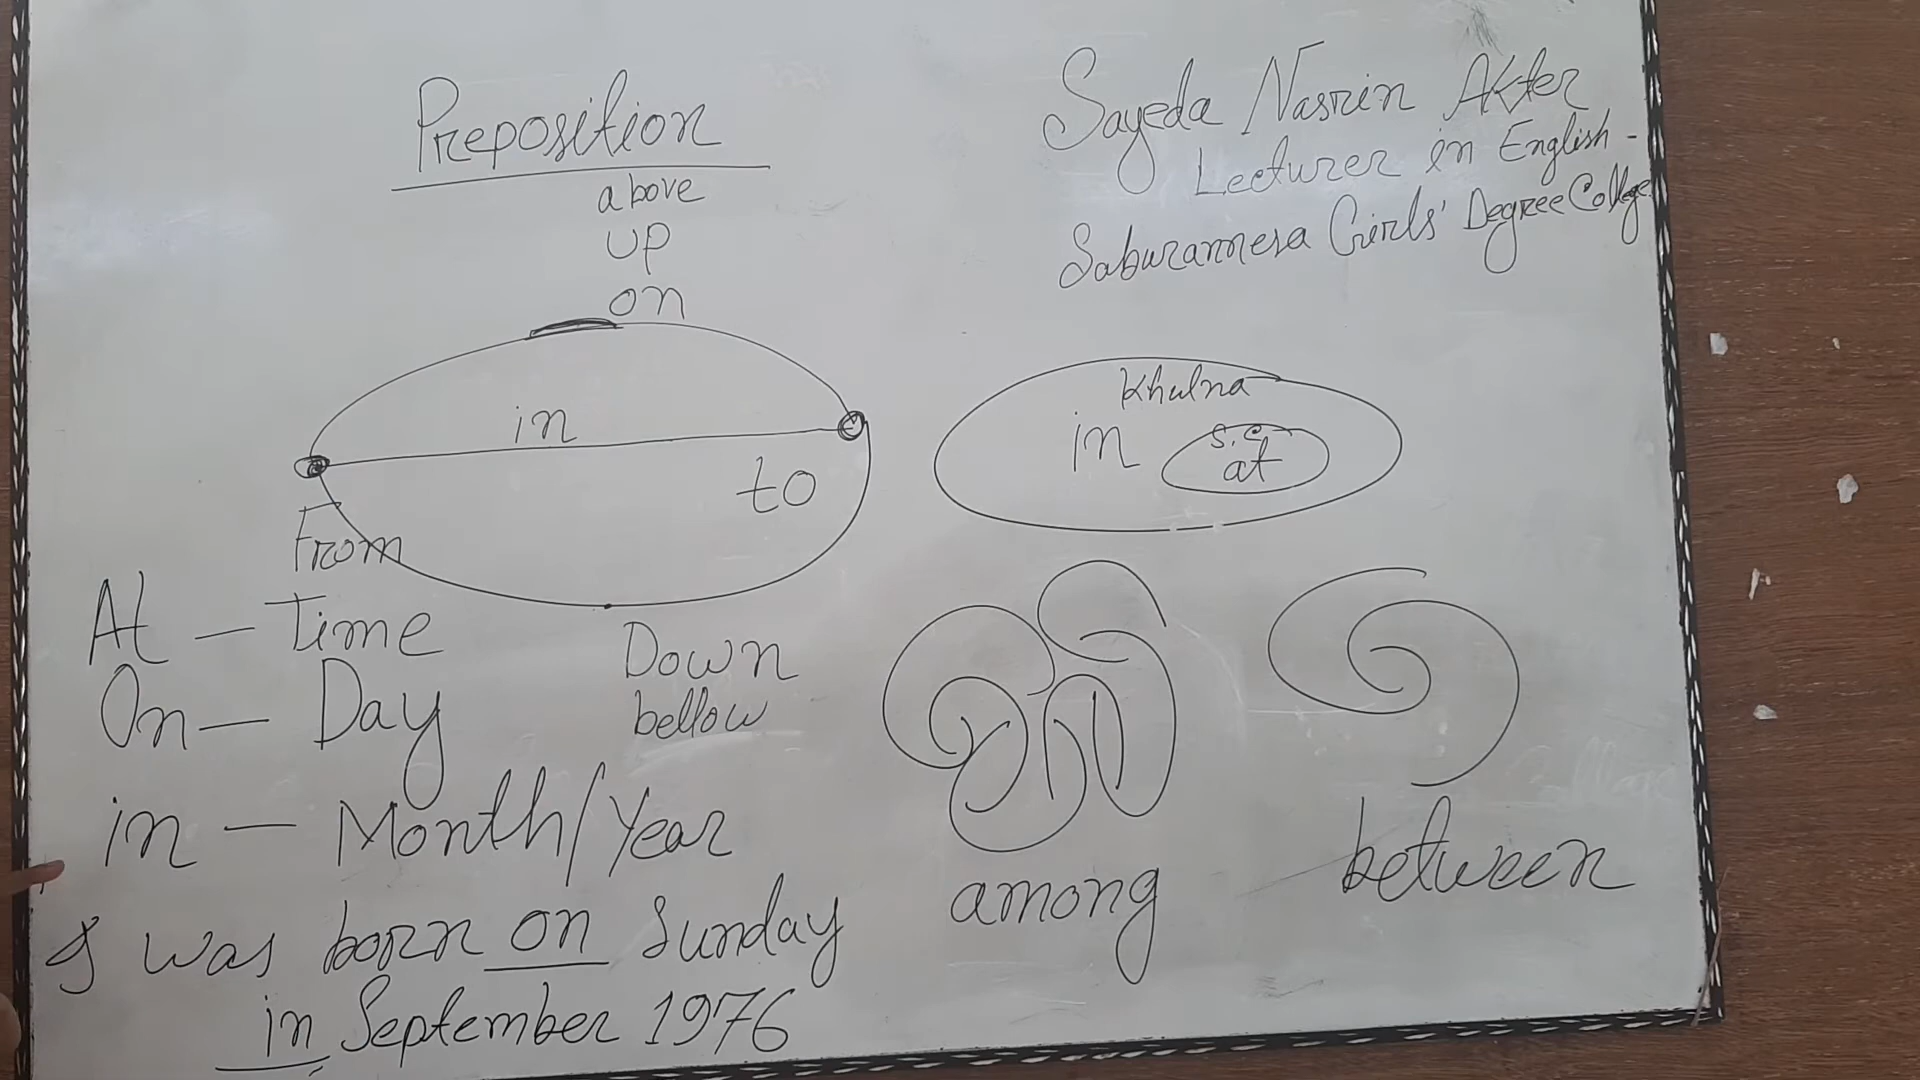 Preposition
above
up
on
in
to
From
Down
bellow
Sayeda Nasrin Akter
Lecturer in English -
Saburannesa Girls' Degree College
Khulna
in
S.C
at
At - Time
On - Day
in - Month/Year
I was born on Sunday
in September 1976
among
between